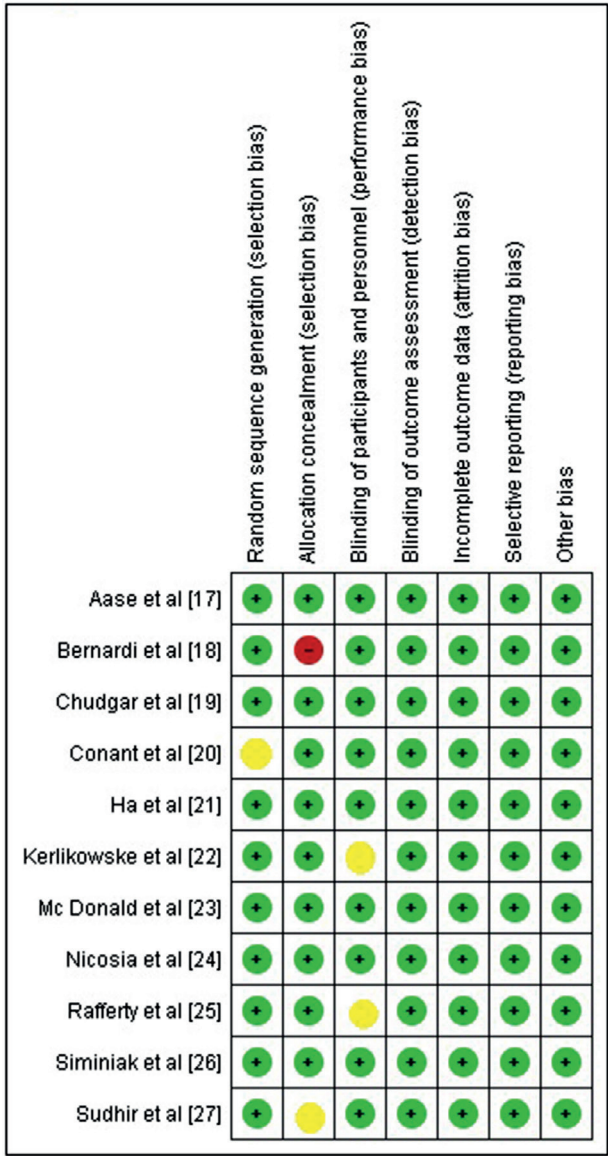 Random sequence generation (selection bias)
Allocation concealment (selection bias)
Blinding of participants and personnel (performance bias)
Blinding of outcome assessment (detection bias)
Incomplete outcome data (attrition bias)
Selective reporting (reporting bias)
Other bias
Aase et al [17] + + + + + + +
Bernardi et al [18] + - + + + + +
Chudgar et al [19] + + + + + + +
Conant et al [20] + + + + + +
Ha et al [21] + + + + + + +
Kerlikowske et al [22] + + + + + +
Mc Donald et al [23] + + + + + + +
Nicosia et al [24] + + + + + + +
Rafferty et al [25] + + + + + +
Siminiak et al [26] + + + + + + +
Sudhir et al [27] + + + + + +